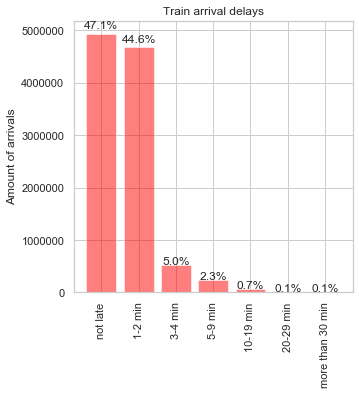 Train arrival delays
47.1%
44.6%
5.0%
2.3%
0.7%
0.1%
0.1%
5000000
4000000
3000000
2000000
1000000
0
Amount of arrivals
not late
1-2 min
3-4 min
5-9 min
10-19 min
20-29 min
more than 30 min